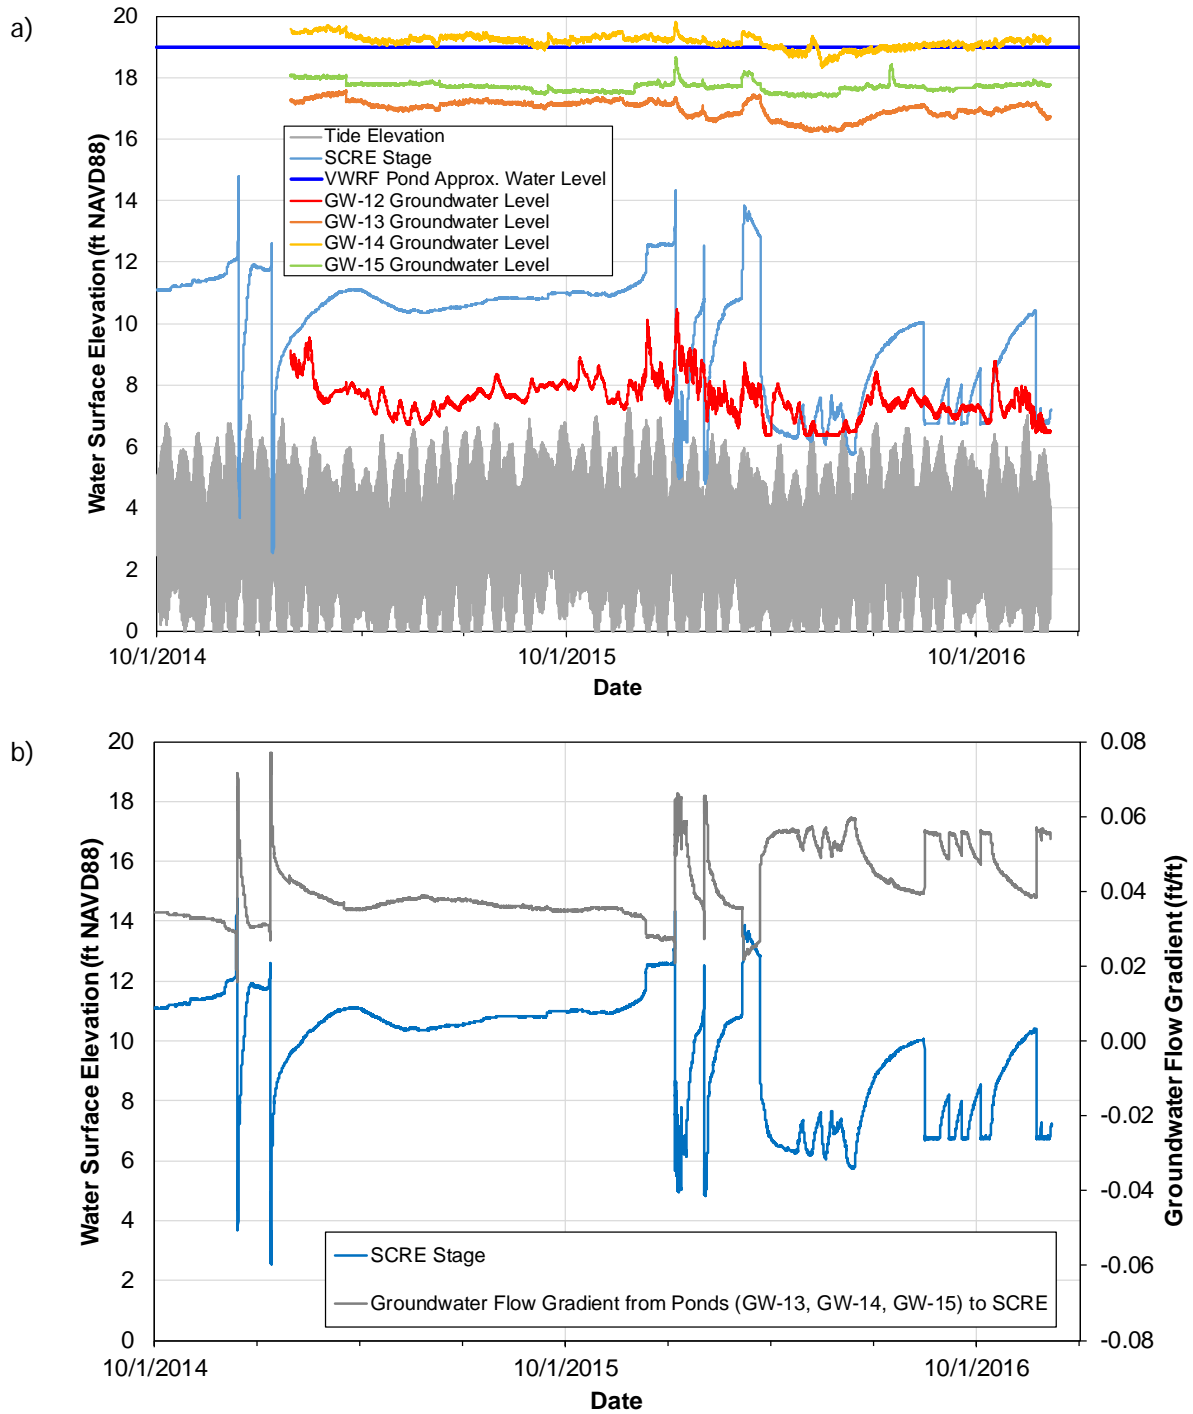 a)
Water Surface Elevation (ft NAVD88)
20
18
16
14
12
10
8
6
4
2
0
Tide Elevation
SCRE Stage
VWRF Pond Approx. Water Level
GW-12 Groundwater Level
GW-13 Groundwater Level
GW-14 Groundwater Level
GW-15 Groundwater Level
10/1/2014
10/1/2015
10/1/2016
Date
b)
Water Surface Elevation (ft NAVD88)
20
18
16
14
12
10
8
6
4
2
0
0.08
0.06
0.04
0.02
0.00
-0.02
-0.04
-0.06
-0.08
Groundwater Flow Gradient (ft/ft)
SCRE Stage
Groundwater Flow Gradient from Ponds (GW-13, GW-14, GW-15) to SCRE
10/1/2014
10/1/2015
10/1/2016
Date